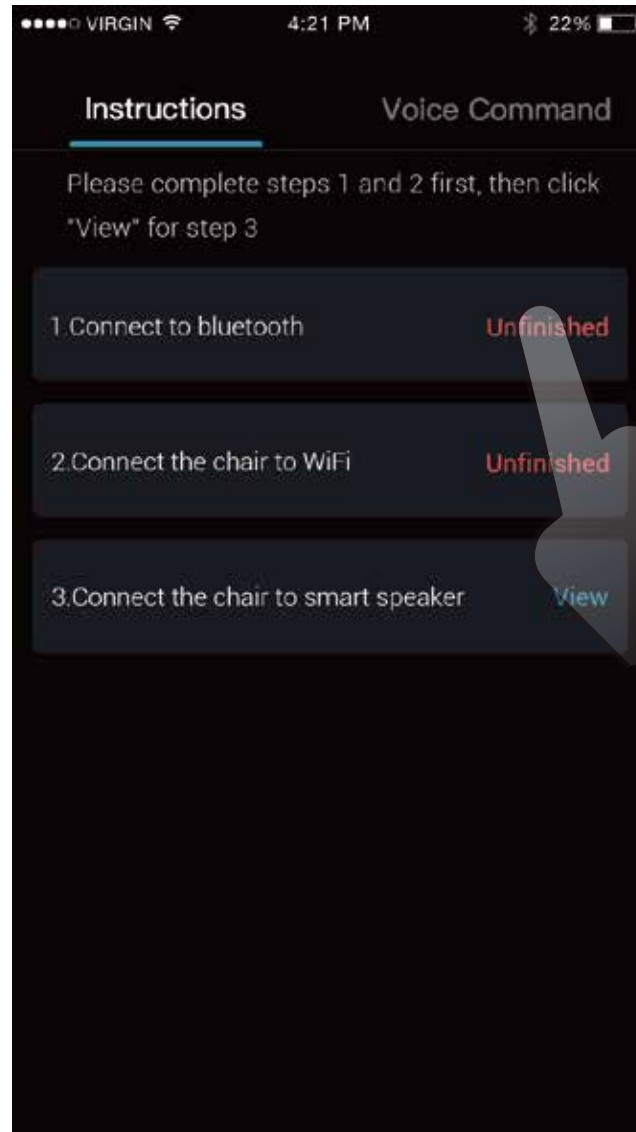 VIRGIN 4:21 PM 22%
Instructions Voice Command
Please complete steps 1 and 2 first, then click
"View" for step 3
1.Connect to bluetooth Unfinished
2.Connect the chair to WiFi Unfinished
3.Connect the chair to smart speaker View